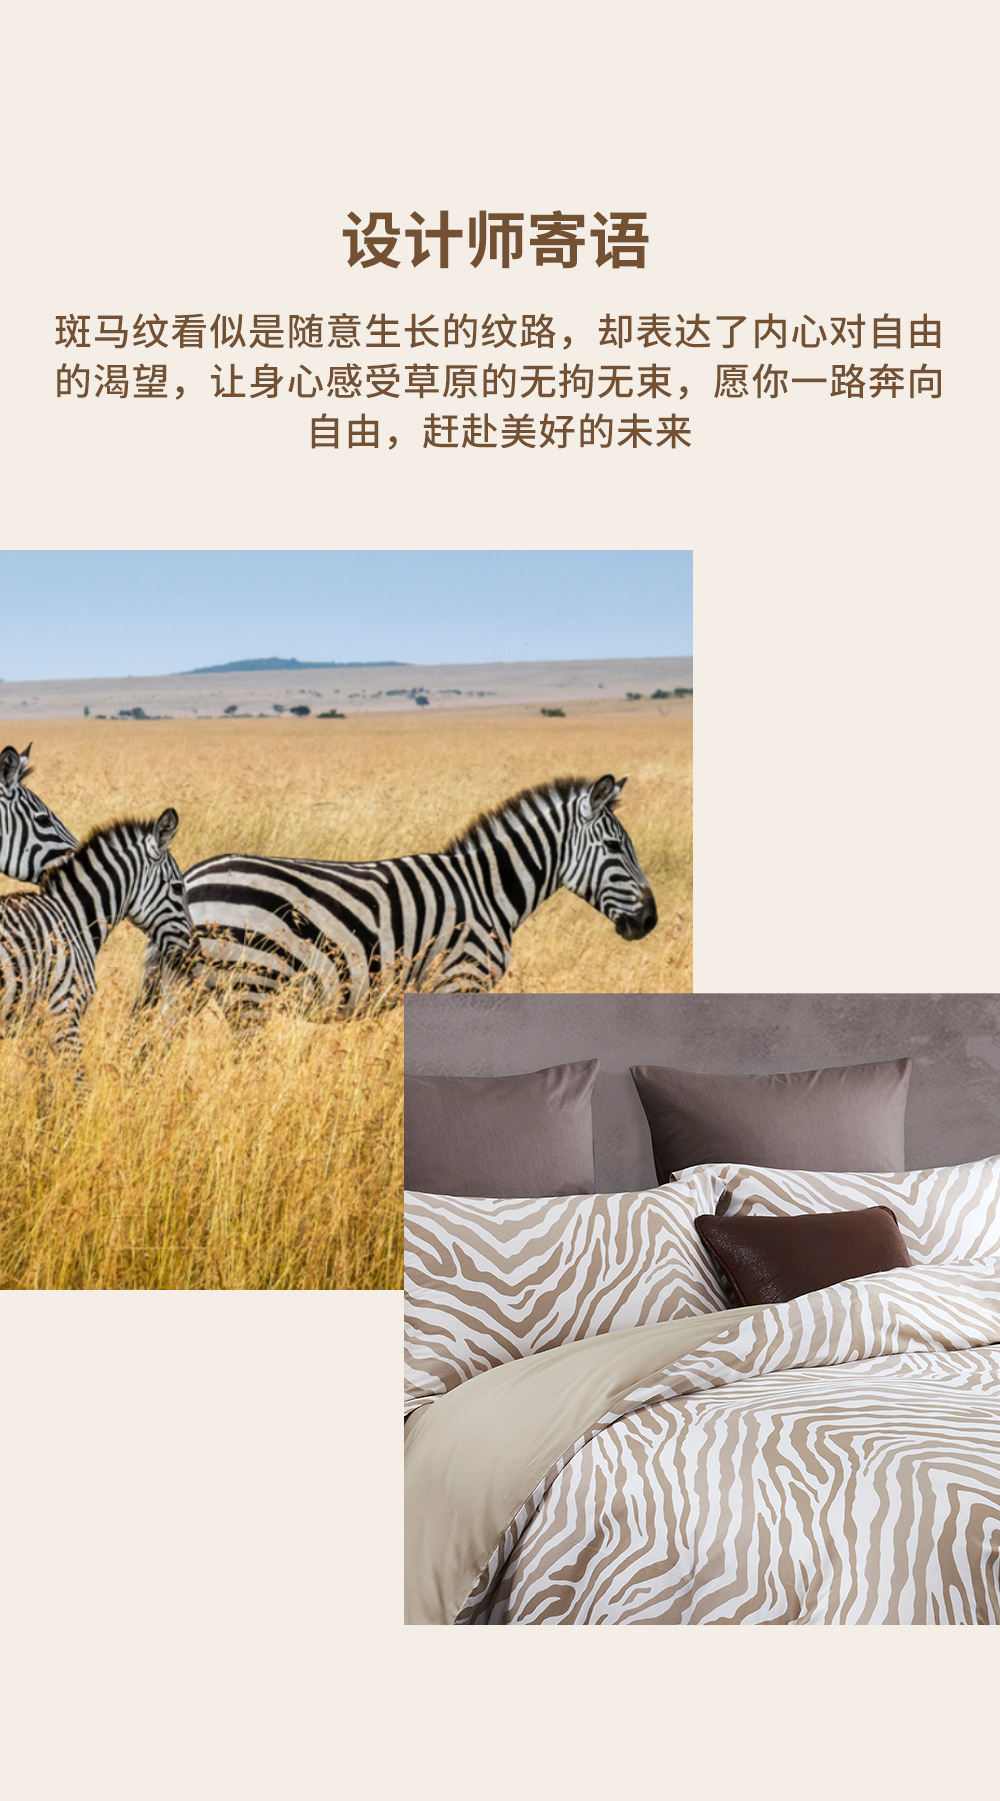 设计师寄语
斑马纹看似是随意生长的纹路，却表达了内心对自由
的渴望，让身心感受草原的无拘无束，愿你一路奔向
自由，赶赴美好的未来